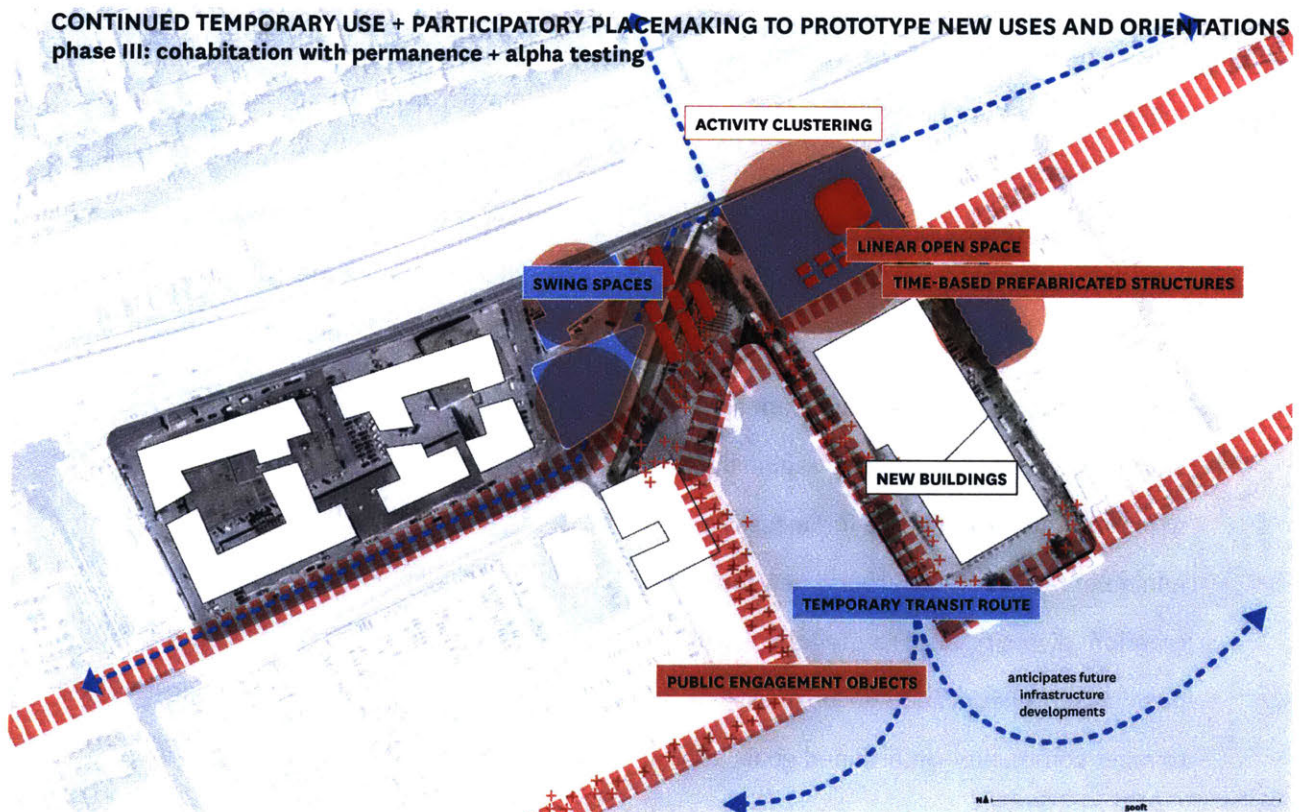 CONTINUED TEMPORARY USE + PARTICIPATORY PLACEMAKING TO PROTOTYPE NEW USES AND ORIENTATIONS
phase III: cohabitation with permanence + alpha testing
ACTIVITY CLUSTERING
LINEAR OPEN SPACE
SWING SPACES
TIME-BASED PREFABRICATED STRUCTURES
NEW BUILDINGS
TEMPORARY TRANSIT ROUTE
PUBLIC ENGAGEMENT OBJECTS
anticipates future
infrastructure
developments
N
500ft